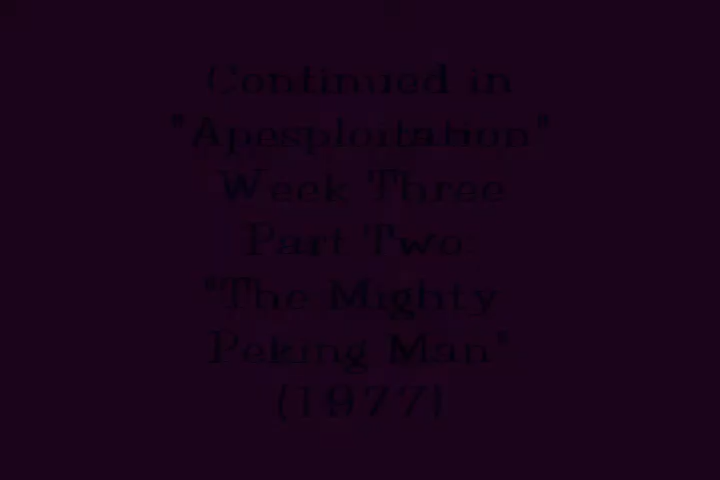 Continued in
"Apesploitation"
Week Three
Part Two:
"The Mighty
Peking Man"
(1977)